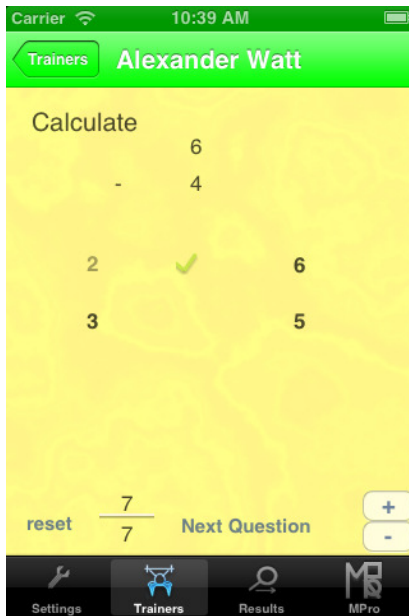 Carrier 10:39 AM
Trainers Alexander Watt
Calculate
6
- 4
2 6
3 5
7
reset Next Question +
7 -
Settings Trainers Results MPro